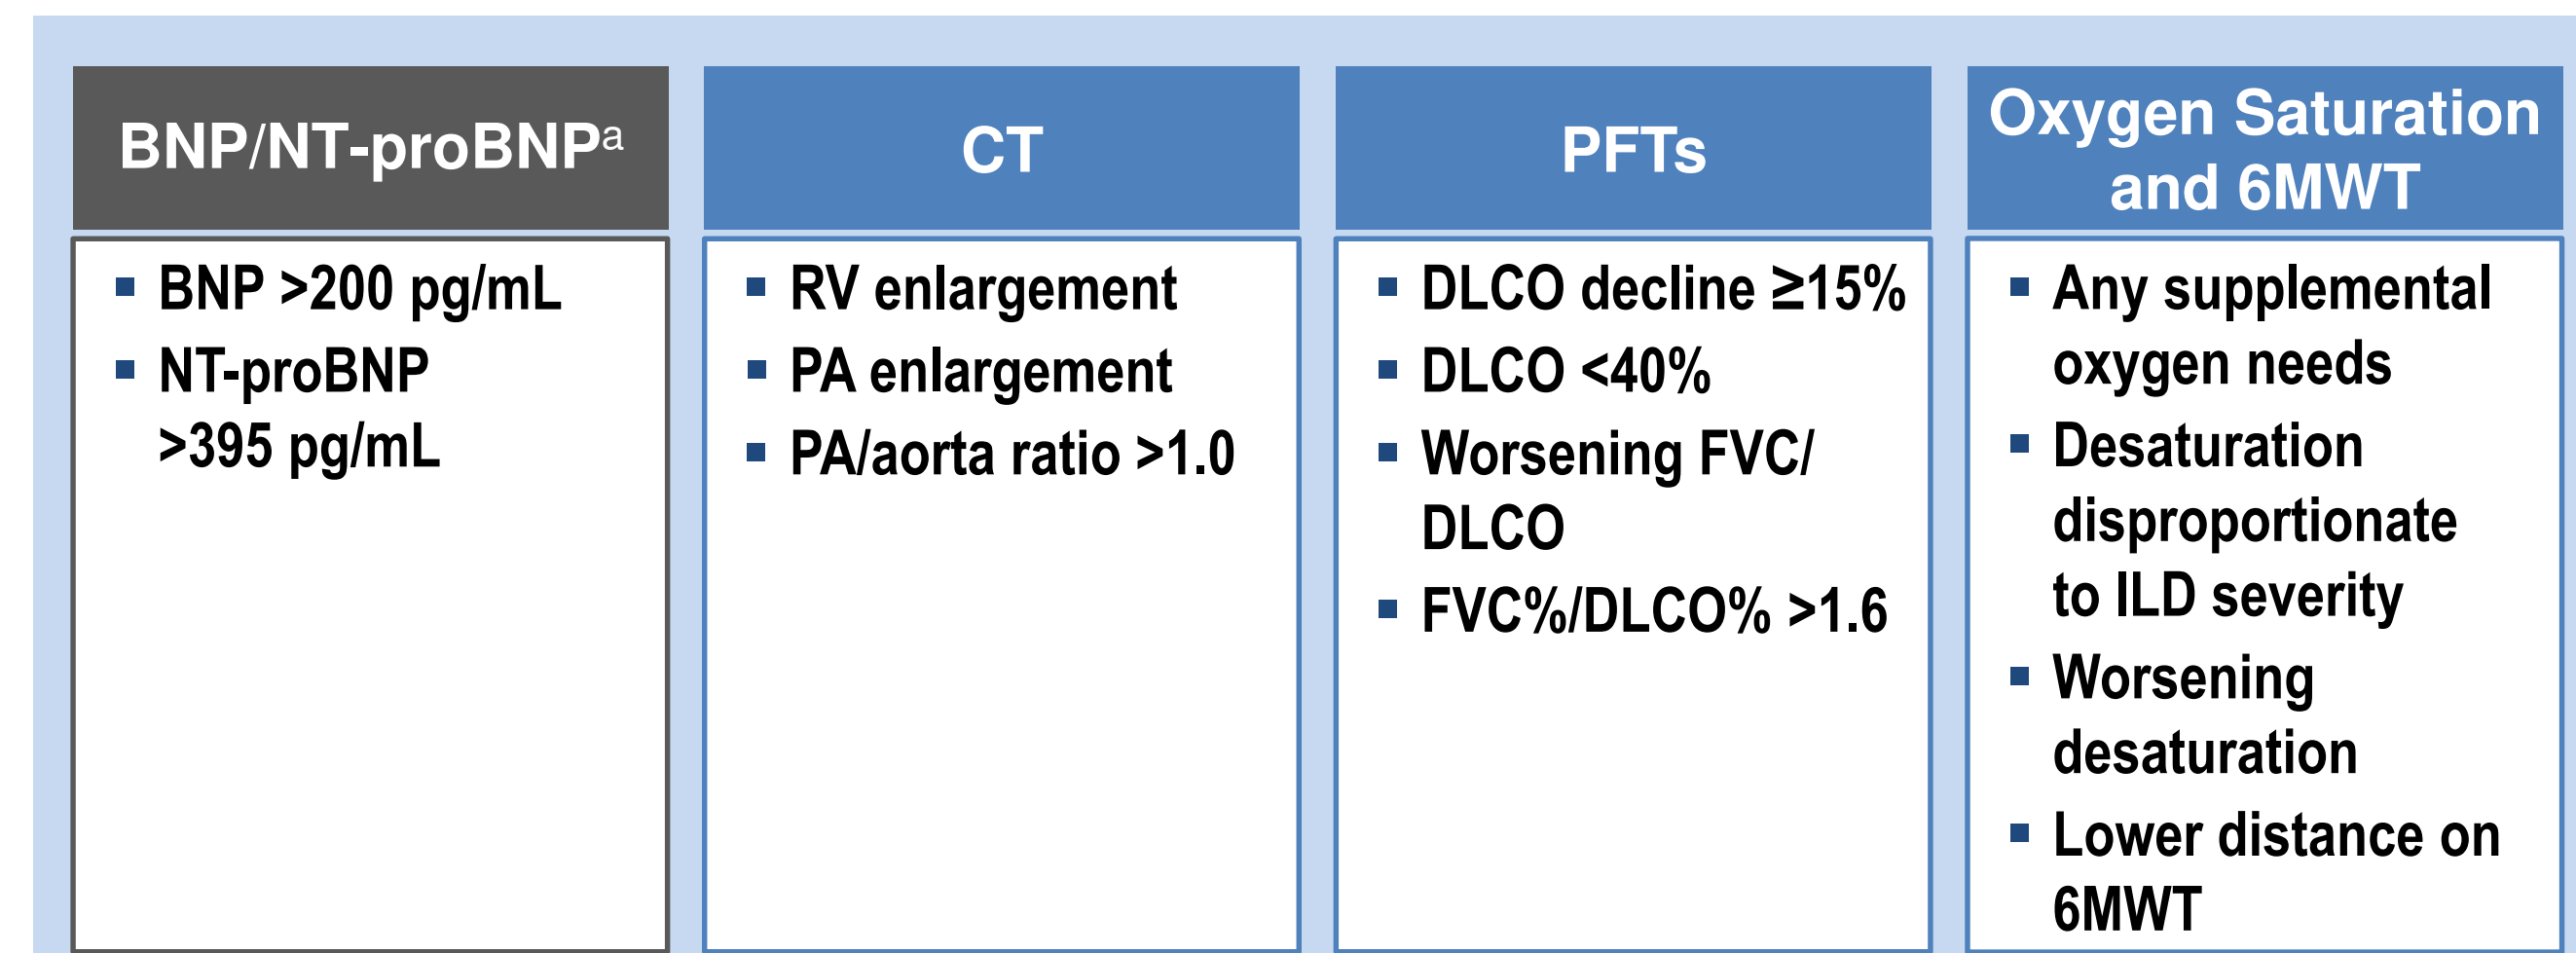 BNP/NT-proBNPa
▪ BNP >200 pg/mL
▪ NT-proBNP
>395 pg/mL
CT
▪ RV enlargement
▪ PA enlargement
▪ PA/aorta ratio >1.0
PFTs
▪ DLCO decline ≥15%
▪ DLCO <40%
▪ Worsening FVC/
DLCO
▪ FVC%/DLCO% >1.6
Oxygen Saturation
and 6MWT
▪ Any supplemental
oxygen needs
▪ Desaturation
disproportionate
to ILD severity
▪ Worsening
desaturation
▪ Lower distance on
6MWT